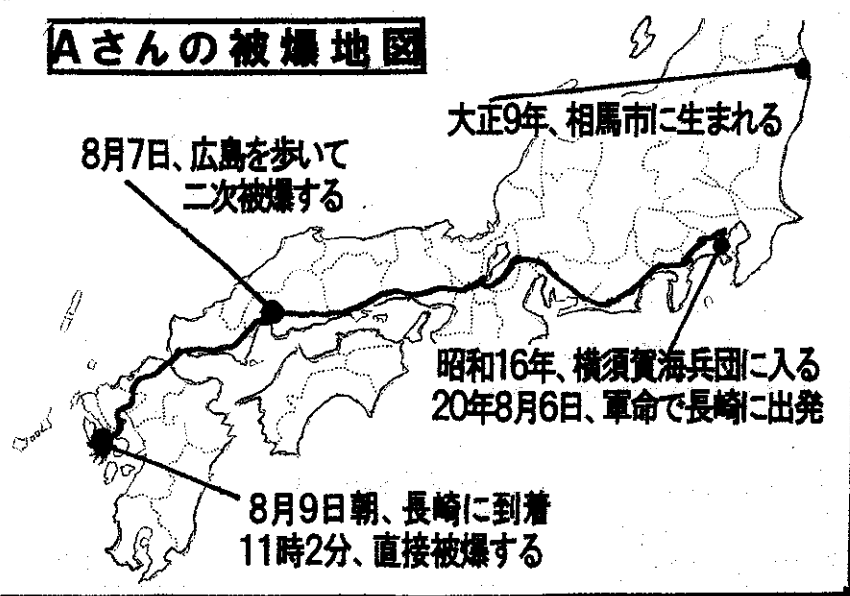 Aさんの被爆地図
大正9年、相馬市に生まれる
8月7日、広島を歩いて
二次被爆する
昭和16年、横須賀海兵団に入る
20年8月6日、軍命で長崎に出発
8月9日朝、長崎に到着
11時2分、直接被爆する